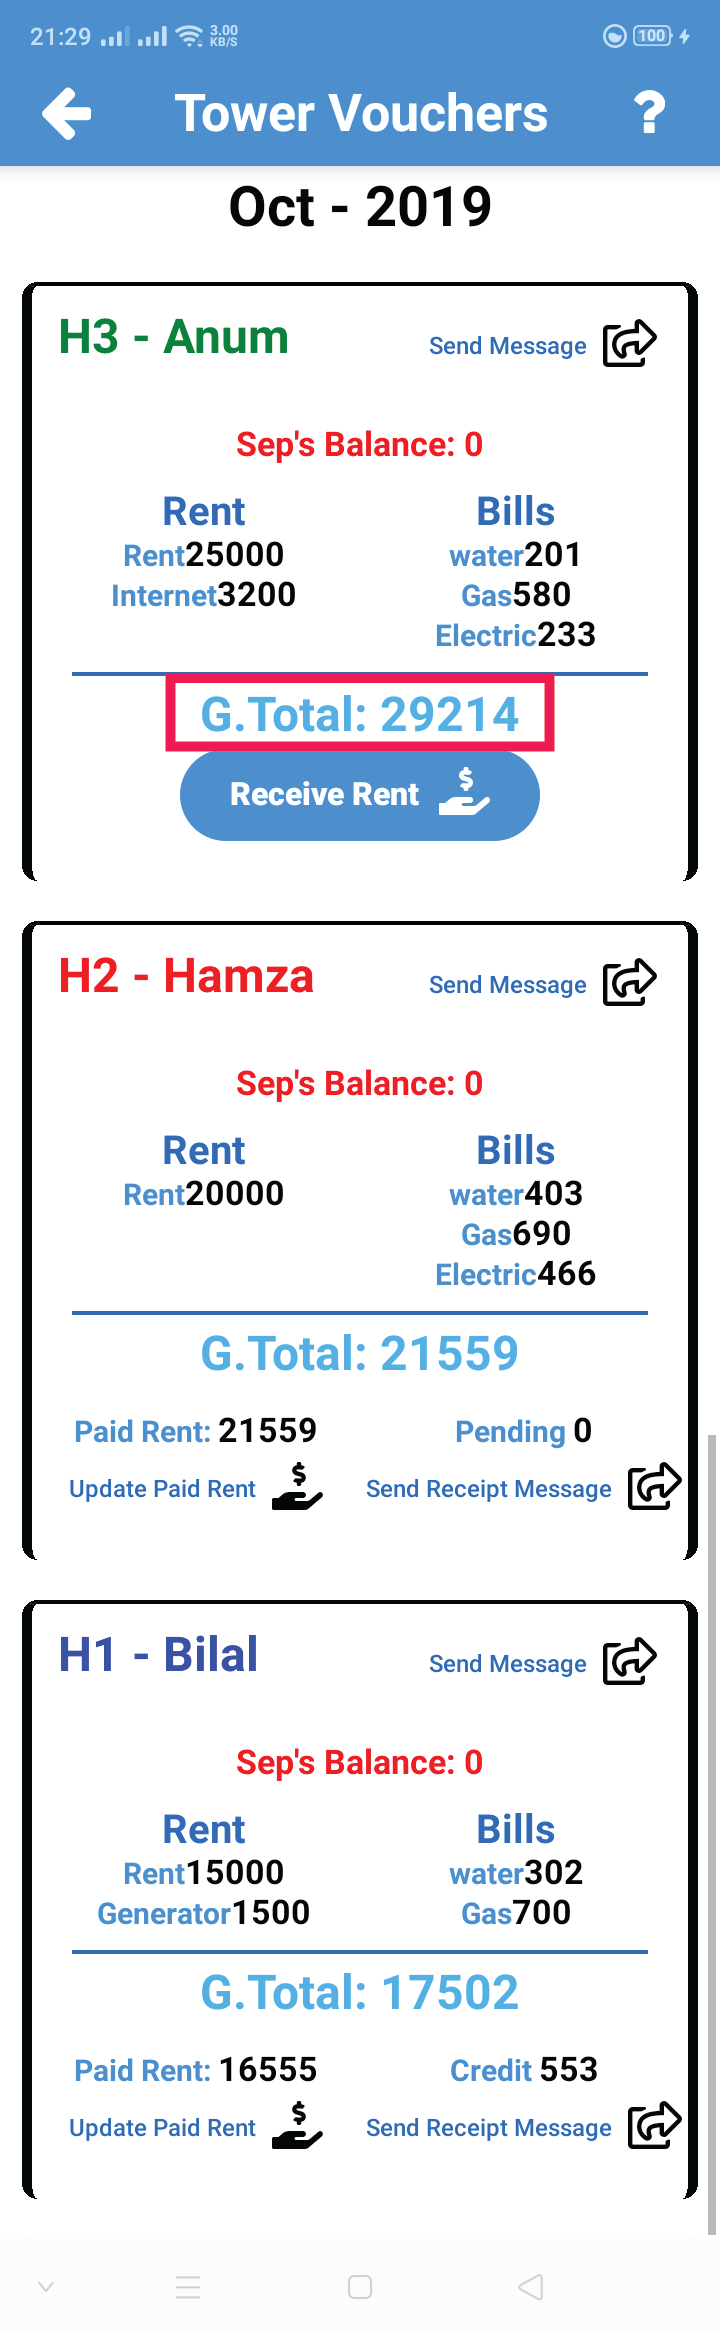 21:29 3.00 KB/S 100
Tower Vouchers ?
Oct - 2019
H3 - Anum Send Message
Sep's Balance: 0
Rent Bills
Rent25000 water201
Internet3200 Gas580
Electric233
G.Total: 29214
Receive Rent $
H2 - Hamza Send Message
Sep's Balance: 0
Rent Bills
Rent20000 water403
Gas690
Electric466
G.Total: 21559
Paid Rent: 21559 Pending 0
Update Paid Rent $ Send Receipt Message
H1 - Bilal Send Message
Sep's Balance: 0
Rent Bills
Rent15000 water302
Generator1500 Gas700
G.Total: 17502
Paid Rent: 16555 Credit 553
Update Paid Rent $ Send Receipt Message